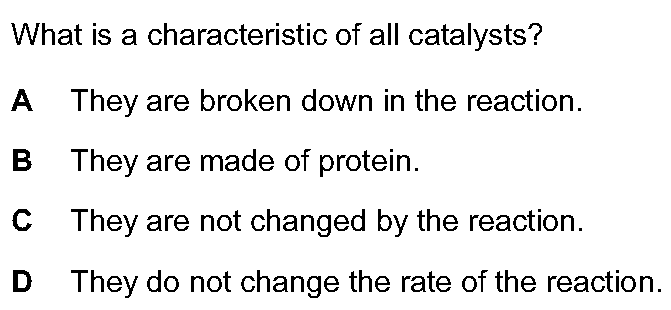 What is a characteristic of all catalysts?
A They are broken down in the reaction.
B They are made of protein.
C They are not changed by the reaction.
D They do not change the rate of the reaction.